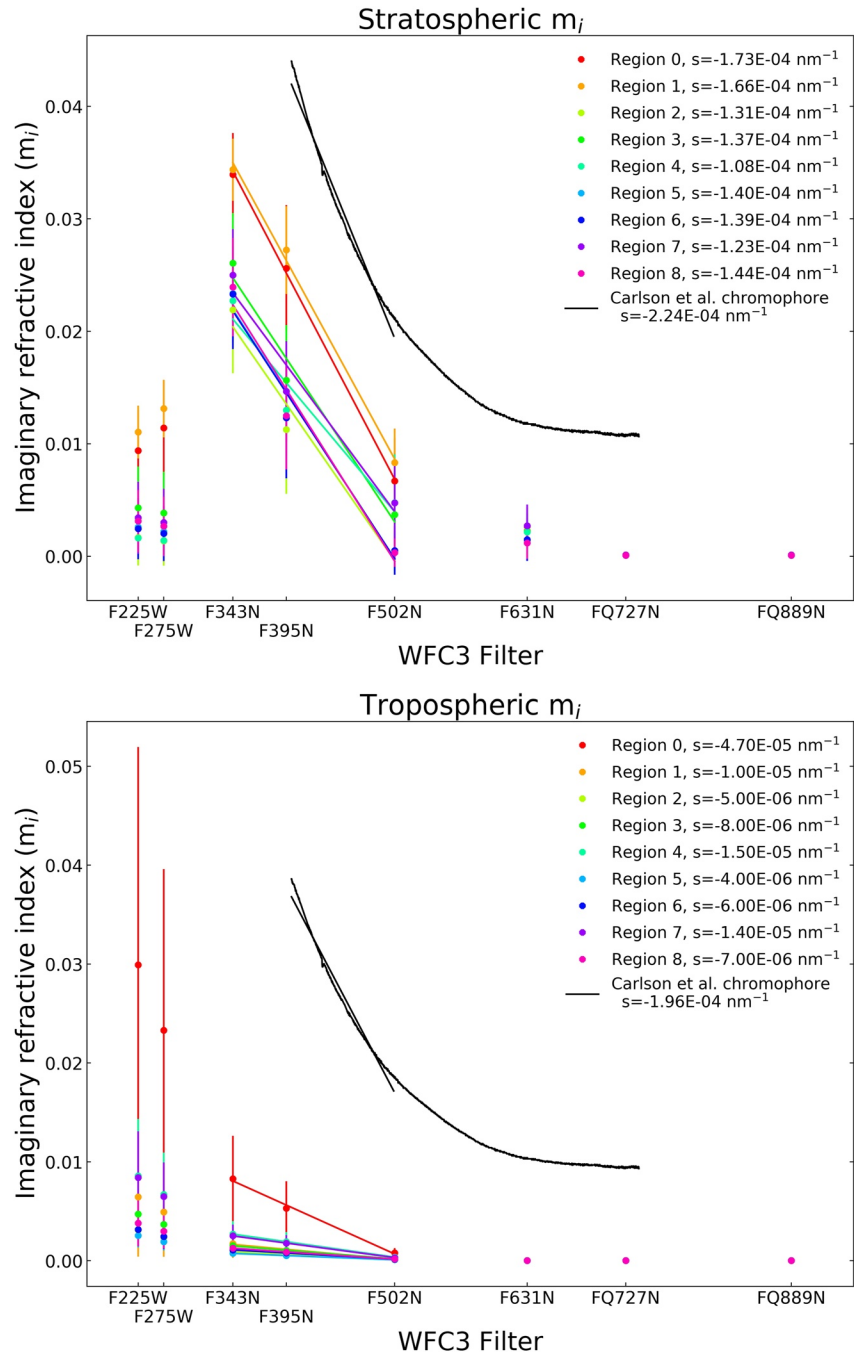 Stratospheric mᵢ
Imaginary refractive index (mᵢ)
0.04
0.03
0.02
0.01
0.00
Region 0, s=-1.73E-04 nm⁻¹
Region 1, s=-1.66E-04 nm⁻¹
Region 2, s=-1.31E-04 nm⁻¹
Region 3, s=-1.37E-04 nm⁻¹
Region 4, s=-1.08E-04 nm⁻¹
Region 5, s=-1.40E-04 nm⁻¹
Region 6, s=-1.39E-04 nm⁻¹
Region 7, s=-1.23E-04 nm⁻¹
Region 8, s=-1.44E-04 nm⁻¹
Carlson et al. chromophore
s=-2.24E-04 nm⁻¹
F225W F343N F502N F631N FQ727N FQ889N
F275W F395N
WFC3 Filter
Tropospheric mᵢ
Imaginary refractive index (mᵢ)
0.05
0.04
0.03
0.02
0.01
0.00
Region 0, s=-4.70E-05 nm⁻¹
Region 1, s=-1.00E-05 nm⁻¹
Region 2, s=-5.00E-06 nm⁻¹
Region 3, s=-8.00E-06 nm⁻¹
Region 4, s=-1.50E-05 nm⁻¹
Region 5, s=-4.00E-06 nm⁻¹
Region 6, s=-6.00E-06 nm⁻¹
Region 7, s=-1.40E-05 nm⁻¹
Region 8, s=-7.00E-06 nm⁻¹
Carlson et al. chromophore
s=-1.96E-04 nm⁻¹
F225W F343N F502N F631N FQ727N FQ889N
F275W F395N
WFC3 Filter